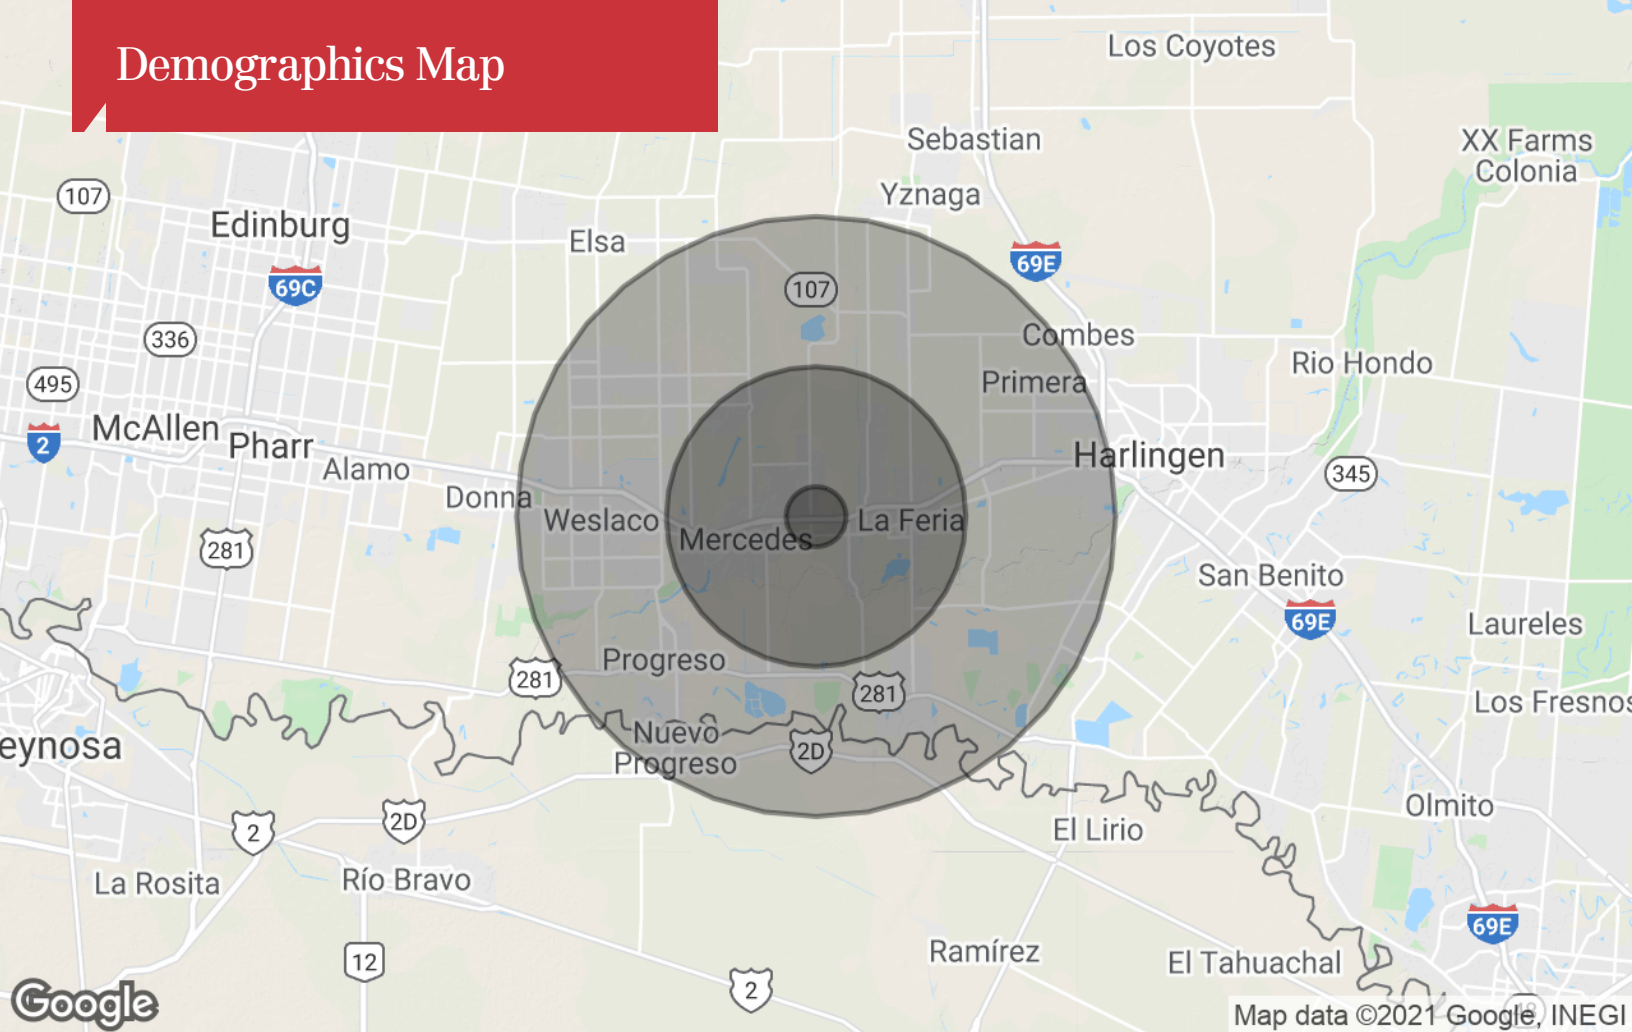 Demographics Map
Los Coyotes
Sebastian
XX Farms
Colonia
107
Yznaga
Edinburg
Elsa
69E
69C
107
336
Combes
Rio Hondo
495
Primera
McAllen
2
Pharr
Harlingen
Alamo
345
Donna
Weslaco
La Feria
Mercedes
281
San Benito
69E
Laureles
Progreso
281
281
Los Fresnos
Nuevo
Progreso
2D
eynosa
Olmito
2D
2
El Lirio
La Rosita
Río Bravo
69E
Ramírez
12
El Tahuachal
2
Google
Map data ©2021 Google, INEGI